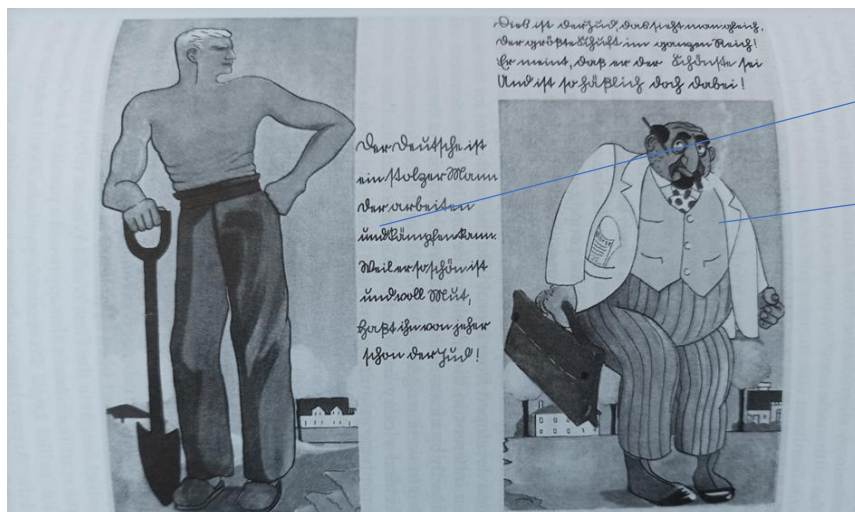 Der Deutsche ist
ein stolzer Mann
der arbeiten
und kämpfen kann.
Weil er so schön ist
und voll Mut,
Haßt ihn von jeher
schon der Jud!
Dies ist der Jud, das sieht man gleich,
Der größte Schuft im ganzen Reich!
Er meint, daß er der Schönste sei
Und ist so häßlich doch dabei!